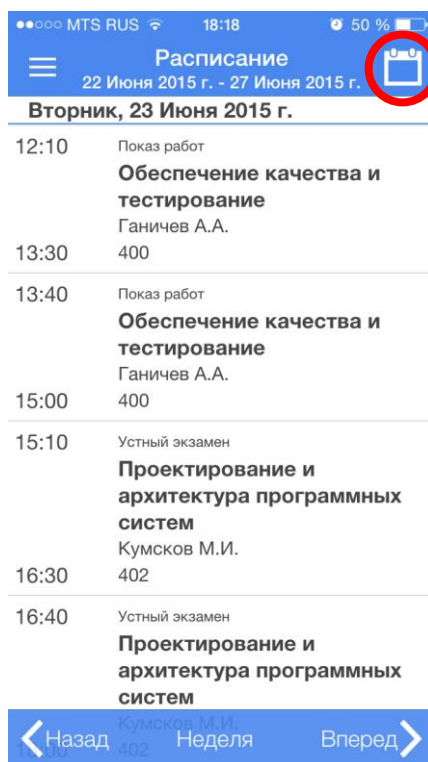 MTS RUS 18:18 50 %
Расписание
22 Июня 2015 г. - 27 Июня 2015 г.
Вторник, 23 Июня 2015 г.
12:10 Показ работ
Обеспечение качества и
тестирование
Ганичев А.А.
13:30 400
13:40 Показ работ
Обеспечение качества и
тестирование
Ганичев А.А.
15:00 400
15:10 Устный экзамен
Проектирование и
архитектура программных
систем
Кумсков М.И.
16:30 402
16:40 Устный экзамен
Проектирование и
архитектура программных
систем
Кумсков М.И.
402
Назад Неделя Вперед